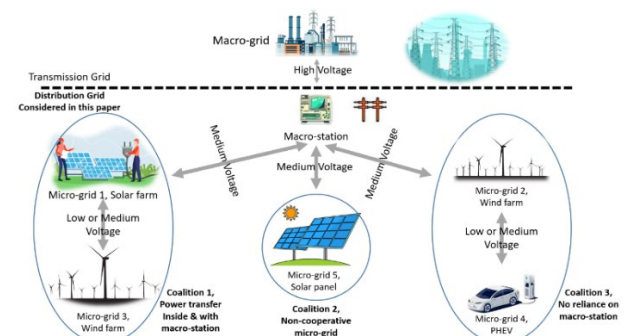 Macro-grid
High Voltage
Transmission Grid
Distribution Grid
Considered in this paper
Macro-station
Medium Voltage
Medium Voltage
Medium Voltage
Micro-grid 1, Solar farm
Low or Medium
Voltage
Micro-grid 3,
Wind farm
Coalition 1,
Power transfer
Inside & with
macro-station
Micro-grid 5,
Solar panel
Coalition 2,
Non-cooperative
micro-grid
Micro-grid 2,
Wind farm
Low or Medium
Voltage
Micro-grid 4,
PHEV
Coalition 3,
No reliance on
macro-station